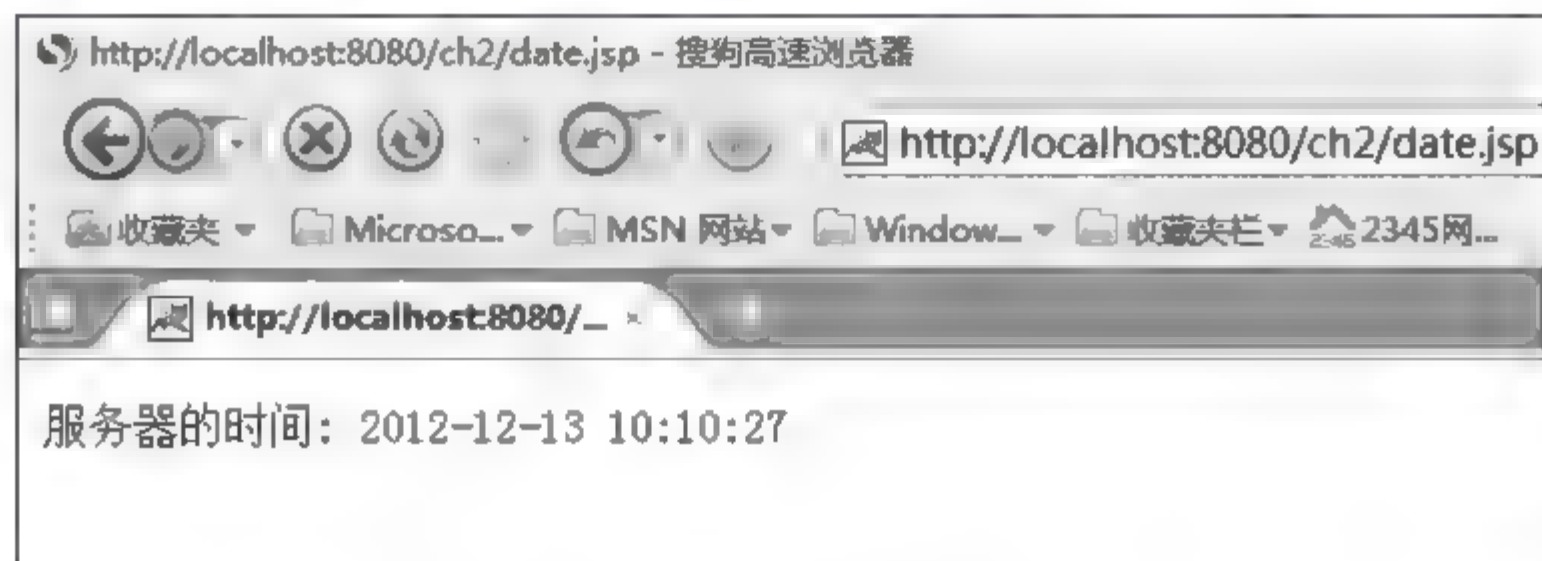 http://localhost:8080/ch2/date.jsp - 搜狗高速浏览器
http://localhost:8080/ch2/date.jsp
收藏夹 Microso... MSN 网站 Window... 收藏夹栏 2345 2345网...
http://localhost:8080/...
服务器的时间: 2012-12-13 10:10:27